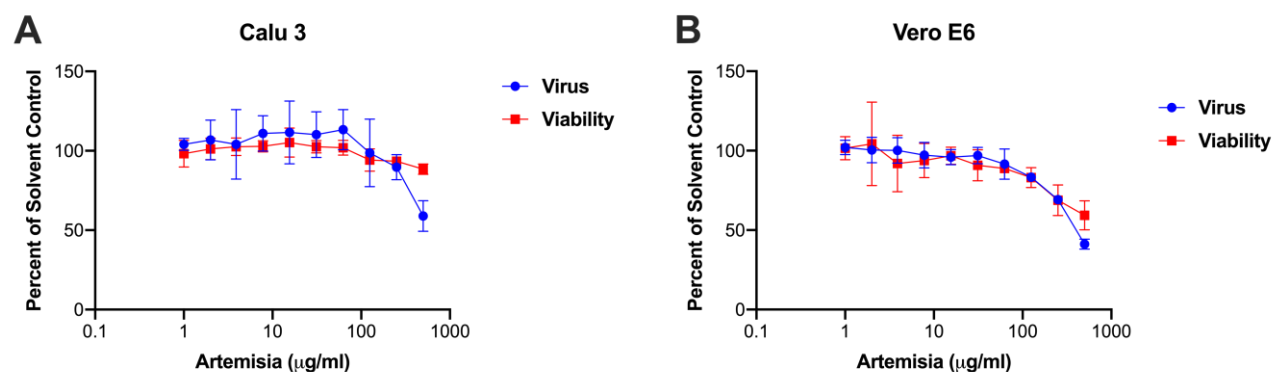 A
Calu 3
Percent of Solvent Control
150
100
50
0
0.1
1
10
100
1000
Artemisia (μg/ml)
Virus
Viability
B
Vero E6
Percent of Solvent Control
150
100
50
0
0.1
1
10
100
1000
Artemisia (μg/ml)
Virus
Viability